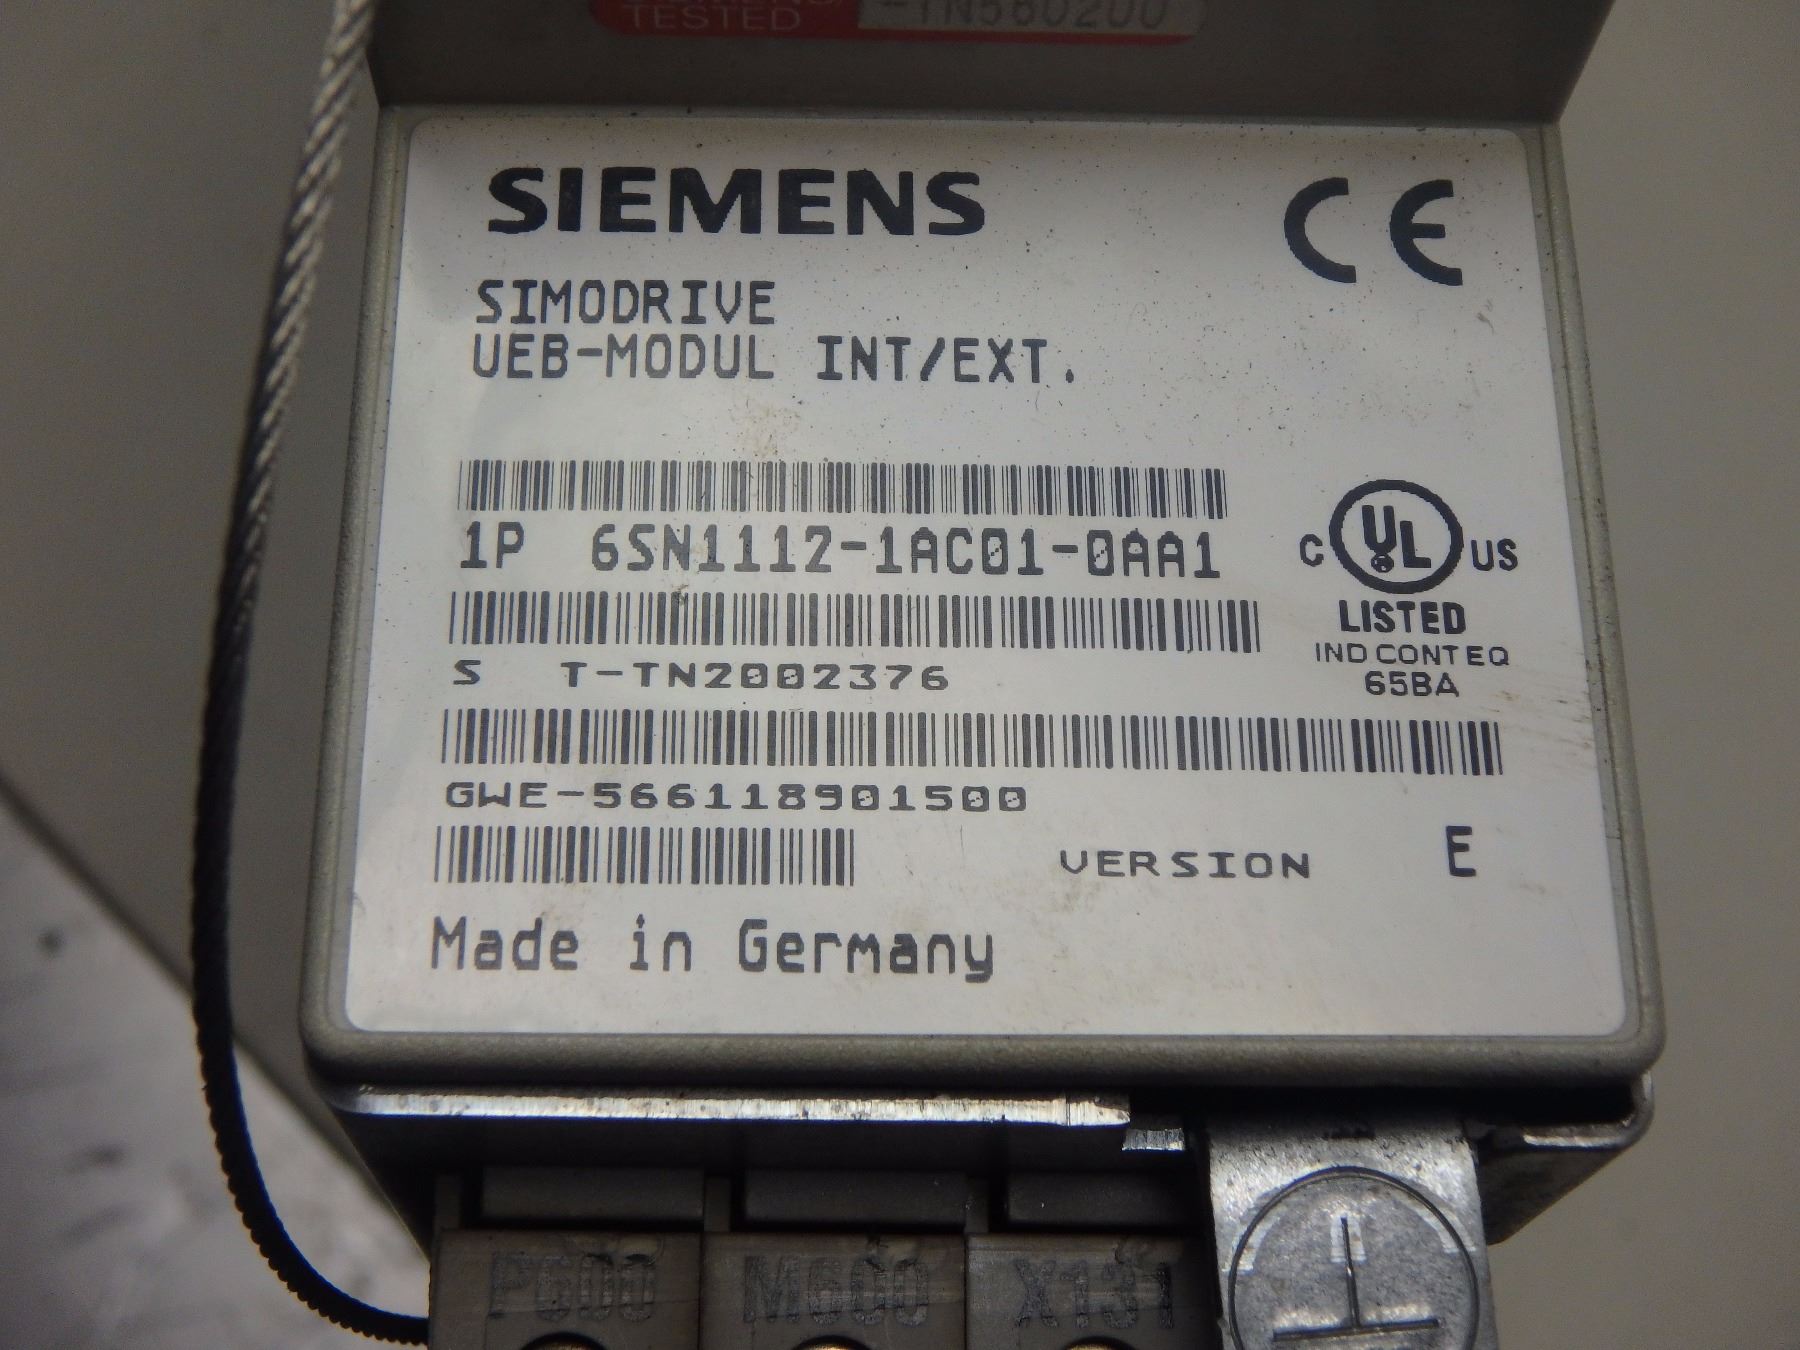 TESTED -TN560200
SIEMENS CE
SIMODRIVE
UEB-MODUL INT/EXT.
1P 6SN1112-1AC01-0AA1
C UL US
LISTED
IND CONT EQ
65BA
S T-TN2002376
GWE-566118901500
VERSION E
Made in Germany
P600 M600 X131